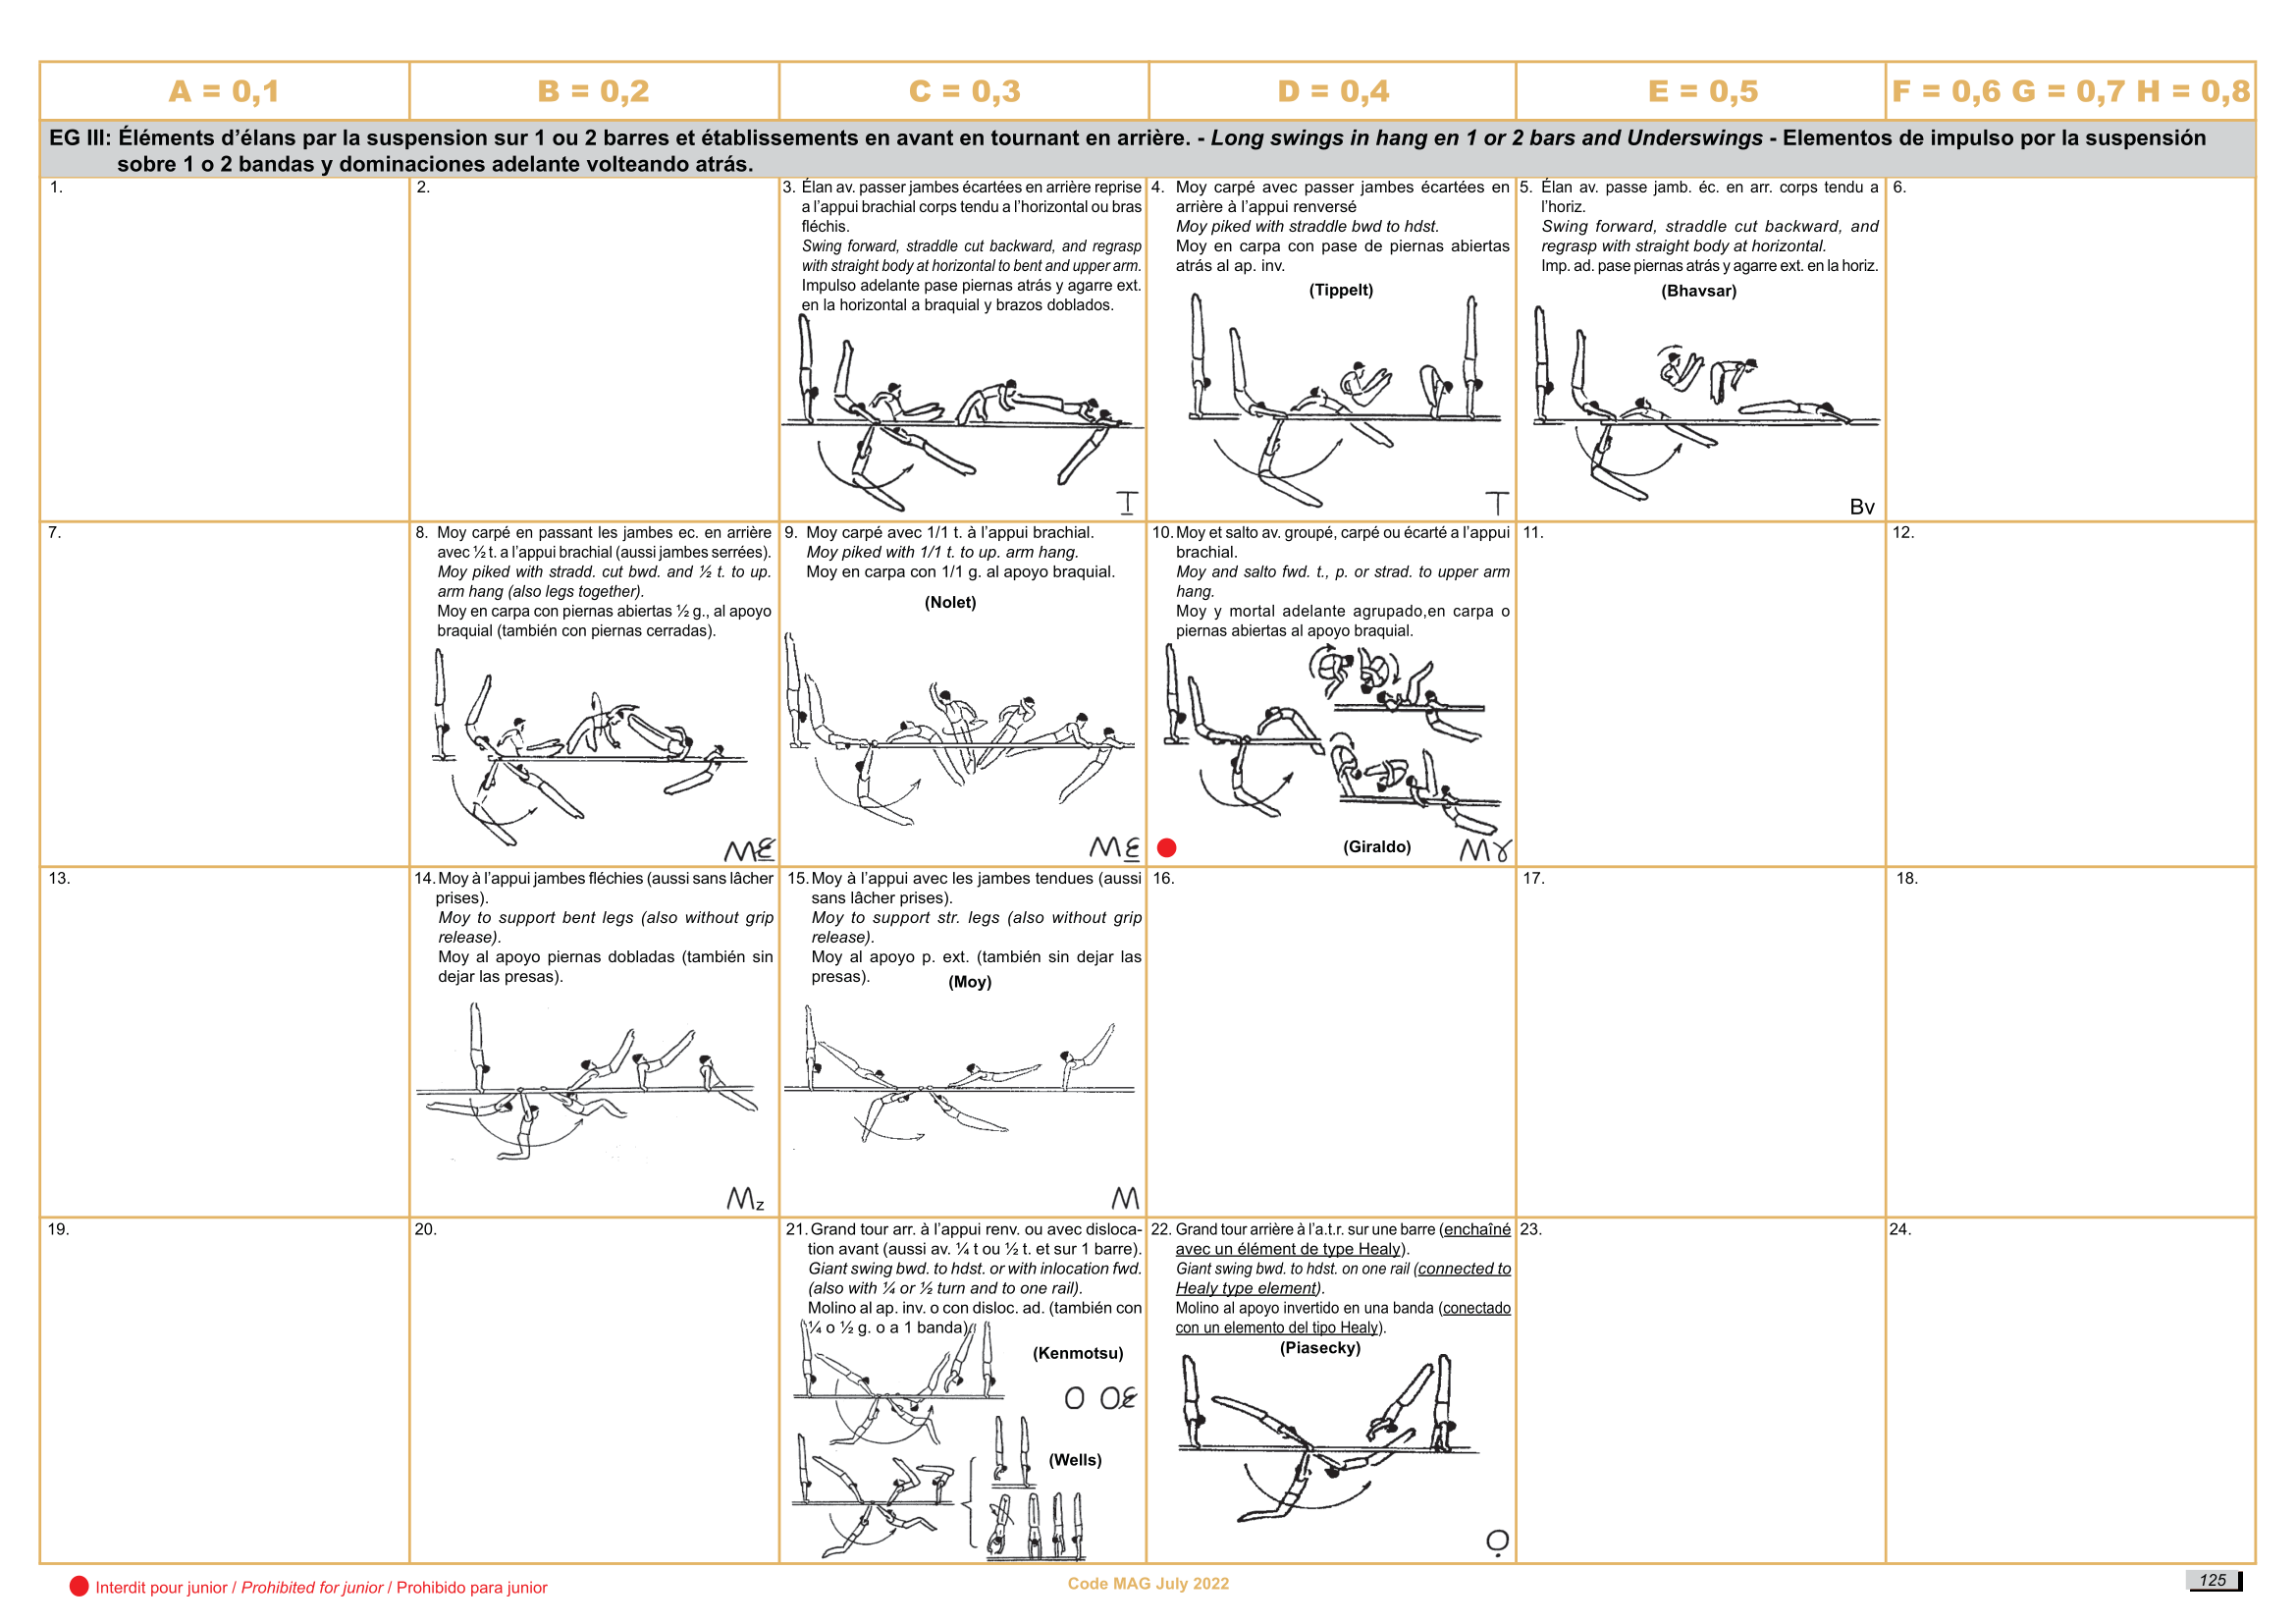 A = 0,1
B = 0,2
C = 0,3
D = 0,4
E = 0,5
F = 0,6 G = 0,7 H = 0,8
EG III: Éléments d’élans par la suspension sur 1 ou 2 barres et établissements en avant en tournant en arrière. - Long swings in hang en 1 or 2 bars and Underswings - Elementos de impulso por la suspensión
sobre 1 o 2 bandas y dominaciones adelante volteando atrás.
1.
2.
3. Élan av. passer jambes écartées en arrière reprise
a l’appui brachial corps tendu a l’horizontal ou bras
fléchis.
Swing forward, straddle cut backward, and regrasp
with straight body at horizontal to bent and upper arm.
Impulso adelante pase piernas atrás y agarre ext.
en la horizontal a braquial y brazos doblados.
I
4. Moy carpé avec passer jambes écartées en
arrière à l’appui renversé
Moy piked with straddle bwd to hdst.
Moy en carpa con pase de piernas abiertas
atrás al ap. inv.
(Tippelt)
T
5. Élan av. passe jamb. éc. en arr. corps tendu a
l’horiz.
Swing forward, straddle cut backward, and
regrasp with straight body at horizontal.
Imp. ad. pase piernas atrás y agarre ext. en la horiz.
(Bhavsar)
Bv
6.
7.
8. Moy carpé en passant les jambes ec. en arrière
avec ½ t. a l’appui brachial (aussi jambes serrées).
Moy piked with stradd. cut bwd. and ½ t. to up.
arm hang (also legs together).
Moy en carpa con piernas abiertas ½ g., al apoyo
braquial (también con piernas cerradas).
9. Moy carpé avec 1/1 t. à l’appui brachial.
Moy piked with 1/1 t. to up. arm hang.
Moy en carpa con 1/1 g. al apoyo braquial.
(Nolet)
10. Moy et salto av. groupé, carpé ou écarté a l’appui
brachial.
Moy and salto fwd. t., p. or strad. to upper arm
hang.
Moy y mortal adelante agrupado,en carpa o
piernas abiertas al apoyo braquial.
(Giraldo)
11.
12.
13.
14. Moy à l’appui jambes fléchies (aussi sans lâcher
prises).
Moy to support bent legs (also without grip
release).
Moy al apoyo piernas dobladas (también sin
dejar las presas).
Mz
15. Moy à l’appui avec les jambes tendues (aussi
sans lâcher prises).
Moy to support str. legs (also without grip
release).
Moy al apoyo p. ext. (también sin dejar las
presas).
(Moy)
M
16.
17.
18.
19.
20.
21. Grand tour arr. à l’appui renv. ou avec disloca-
tion avant (aussi av. ¼ t ou ½ t. et sur 1 barre).
Giant swing bwd. to hdst. or with inlocation fwd.
(also with ¼ or ½ turn and to one rail).
Molino al ap. inv. o con disloc. ad. (también con
¼ o ½ g. o a 1 banda).
(Kenmotsu)
(Wells)
22. Grand tour arrière à l’a.t.r. sur une barre (enchaîné
avec un élément de type Healy).
Giant swing bwd. to hdst. on one rail (connected to
Healy type element).
Molino al apoyo invertido en una banda (conectado
con un elemento del tipo Healy).
(Piasecky)
23.
24.
Interdit pour junior / Prohibited for junior / Prohibido para junior
Code MAG July 2022
125